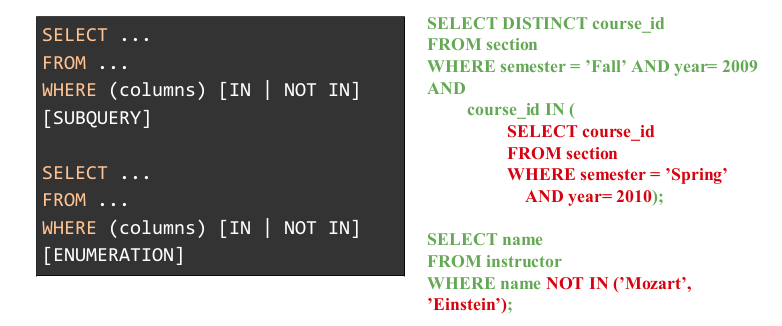 SELECT ...
FROM ...
WHERE (columns) [IN | NOT IN]
[SUBQUERY]
SELECT ...
FROM ...
WHERE (columns) [IN | NOT IN]
[ENUMERATION]
SELECT DISTINCT course_id
FROM section
WHERE semester = ’Fall’ AND year= 2009
AND
course_id IN (
SELECT course_id
FROM section
WHERE semester = ’Spring’
AND year= 2010);
SELECT name
FROM instructor
WHERE name NOT IN (’Mozart’,
’Einstein’);